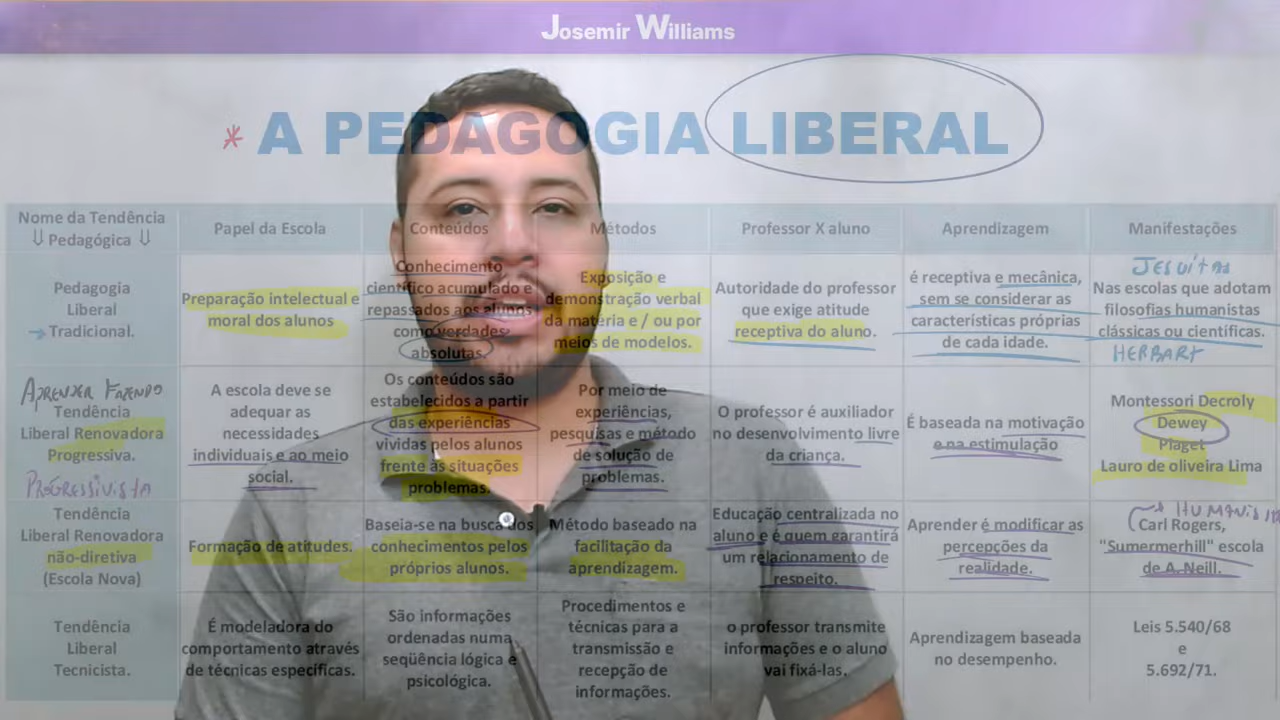 Josemir Williams
* A PEDAGOGIA LIBERAL
Nome da Tendência
⇓ Pedagógica ⇓
Papel da Escola
Conteúdos
Métodos
Professor X aluno
Aprendizagem
Manifestações
Pedagogia
Liberal
→ Tradicional.
Preparação intelectual e
moral dos alunos
Conhecimento
científico acumulado e
repassados aos alunos
como verdades
absolutas.
Exposição e
demonstração verbal
da matéria e / ou por
meios de modelos.
Autoridade do professor
que exige atitude
receptiva do aluno.
é receptiva e mecânica,
sem se considerar as
características próprias
de cada idade.
JESUÍTAS
Nas escolas que adotam
filosofias humanistas
clássicas ou científicas.
HERBART
APRENDER FAZENDO
Tendência
Liberal Renovadora
Progressiva.
PROGRESSIVISTA
A escola deve se
adequar as
necessidades
individuais e ao meio
social.
Os conteúdos são
estabelecidos a partir
das experiências
vividas pelos alunos
frente às situações
problemas.
Por meio de
experiências,
pesquisas e método
de solução de
problemas.
O professor é auxiliador
no desenvolvimento livre
da criança.
É baseada na motivação
e na estimulação
Montessori Decroly
Dewey
Piaget
Lauro de oliveira Lima
Tendência
Liberal Renovadora
não-diretiva
(Escola Nova)
Formação de atitudes.
Baseia-se na busca dos
conhecimentos pelos
próprios alunos.
Método baseado na
facilitação da
aprendizagem.
Educação centralizada no
aluno e é quem garantirá
um relacionamento de
respeito.
Aprender é modificar as
percepções da
realidade.
Carl Rogers,
"Sumermerhill" escola
de A. Neill.
Tendência
Liberal
Tecnicista.
É modeladora do
comportamento através
de técnicas específicas.
São informações
ordenadas numa
seqüência lógica e
psicológica.
Procedimentos e
técnicas para a
transmissão e
recepção de
informações.
o professor transmite
informações e o aluno
vai fixá-las.
Aprendizagem baseada
no desempenho.
Leis 5.540/68
e
5.692/71.